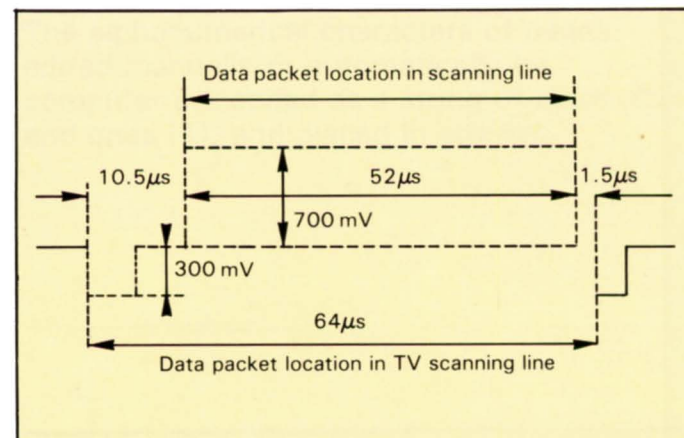 Data packet location in scanning line
10.5μs
52μs
1.5μs
700 mV
300 mV
64μs
Data packet location in TV scanning line